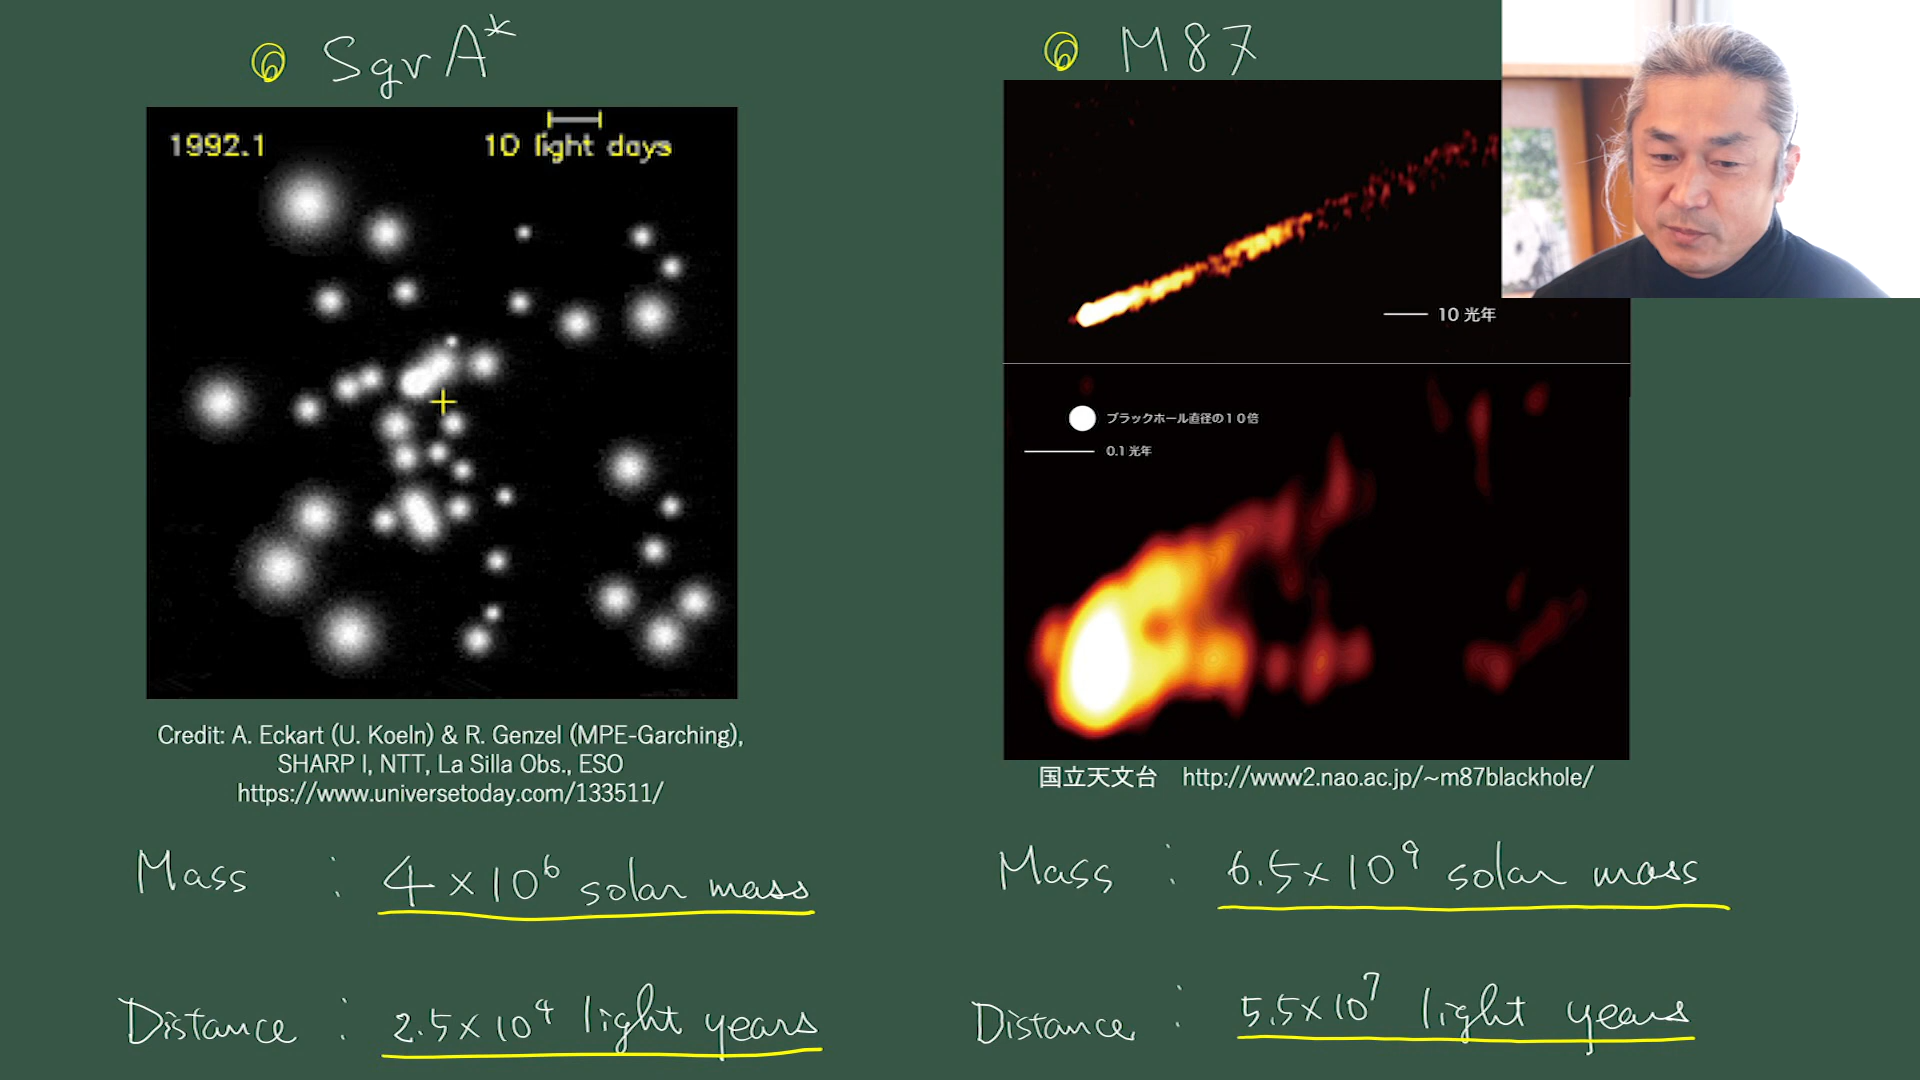 SgrA*
1992.1
10 light days
Credit: A. Eckart (U. Koeln) & R. Genzel (MPE-Garching),
SHARP I, NTT, La Silla Obs., ESO
https://www.universetoday.com/133511/
Mass : 4 × 10⁶ solar mass
Distance : 2.5 × 10⁴ light years
M87
10 光年
ブラックホール直径の10倍
0.1 光年
国立天文台 http://www2.nao.ac.jp/~m87blackhole/
Mass : 6.5 × 10⁹ solar mass
Distance : 5.5 × 10⁷ light years